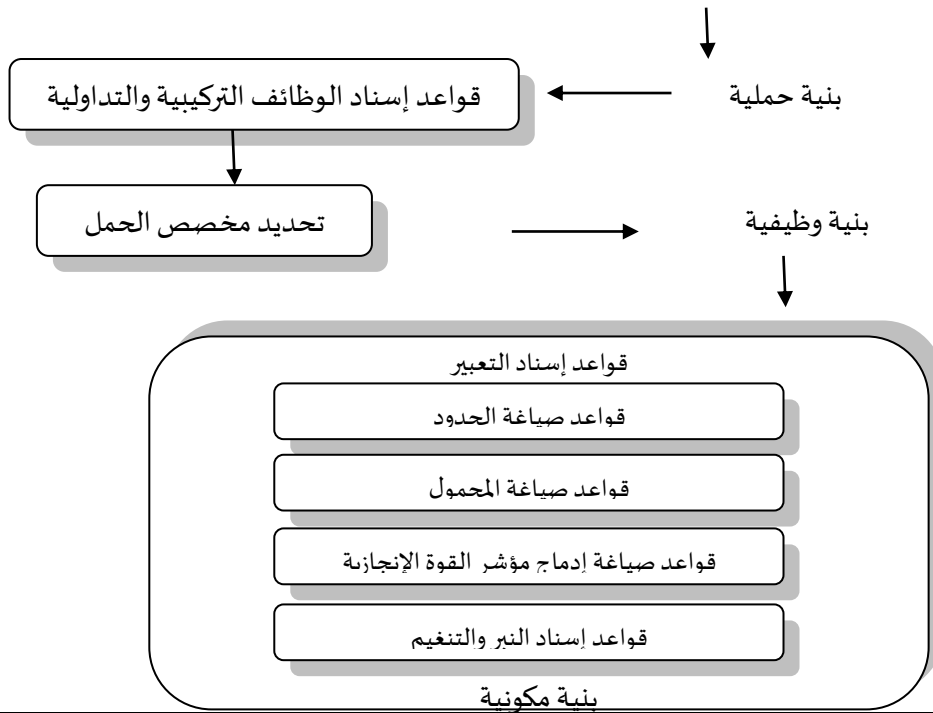 بنية حملية
قواعد إسناد الوظائف التركيبية والتداولية
تحديد مخصص الحمل
بنية وظيفية
قواعد إسناد التعبير
قواعد صياغة الحدود
قواعد صياغة المحمول
قواعد صياغة إدماج مؤشر القوة الإنجازية
قواعد إسناد النبر والتنغيم
بنية مكونية